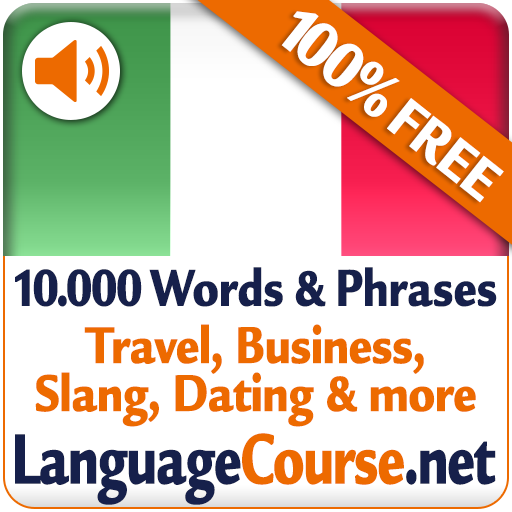 100% FREE
10.000 Words & Phrases
Travel, Business,
Slang, Dating & more
LanguageCourse.net